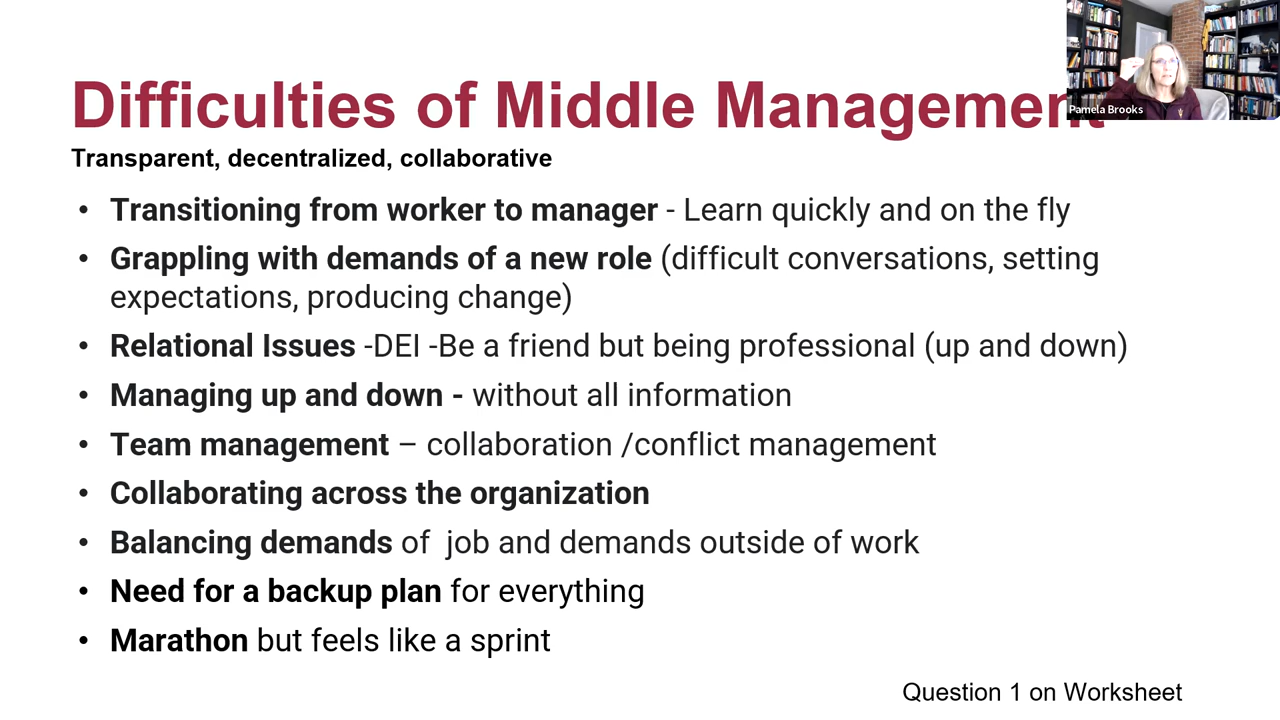 Difficulties of Middle Management
Pamela Brooks
Transparent, decentralized, collaborative
• Transitioning from worker to manager - Learn quickly and on the fly
• Grappling with demands of a new role (difficult conversations, setting
expectations, producing change)
• Relational Issues -DEI -Be a friend but being professional (up and down)
• Managing up and down - without all information
• Team management – collaboration /conflict management
• Collaborating across the organization
• Balancing demands of  job and demands outside of work
• Need for a backup plan for everything
• Marathon but feels like a sprint
Question 1 on Worksheet